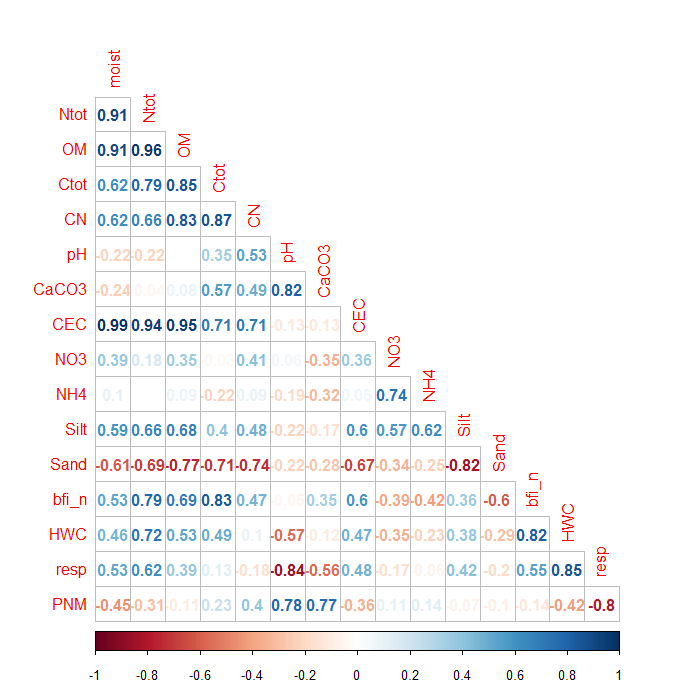 moist
Ntot 0.91 Ntot
OM 0.91 0.96 OM
Ctot 0.62 0.79 0.85 Ctot
CN 0.62 0.66 0.83 0.87 CN
pH -0.22 -0.22 0.35 0.53 pH
CaCO3 -0.24 0.04 0.08 0.57 0.49 0.82 CaCO3
CEC 0.99 0.94 0.95 0.71 0.71 -0.13 -0.13 CEC
NO3 0.39 0.18 0.35 0.41 0.06 -0.35 0.36 NO3
NH4 0.1 0.09 -0.22 0.09 -0.19 -0.32 0.06 0.74 NH4
Silt 0.59 0.66 0.68 0.4 0.48 -0.22 -0.17 0.6 0.57 0.62 Silt
Sand -0.61 -0.69 -0.77 -0.71 -0.74 -0.22 -0.28 -0.67 -0.34 -0.25 -0.82 Sand
bfi_n 0.53 0.79 0.69 0.83 0.47 0.35 0.6 -0.39 -0.42 0.36 -0.6 bfi_n
HWC 0.46 0.72 0.53 0.49 0.1 -0.57 -0.12 0.47 -0.35 -0.23 0.38 -0.29 0.82 HWC
resp 0.53 0.62 0.39 0.13 -0.18 -0.84 -0.56 0.48 -0.17 -0.06 0.42 -0.2 0.55 0.85 resp
PNM -0.45 -0.31 -0.11 0.23 0.4 0.78 0.77 -0.36 0.11 0.14 -0.07 -0.1 -0.14 -0.42 -0.8
-1 -0.8 -0.6 -0.4 -0.2 0 0.2 0.4 0.6 0.8 1